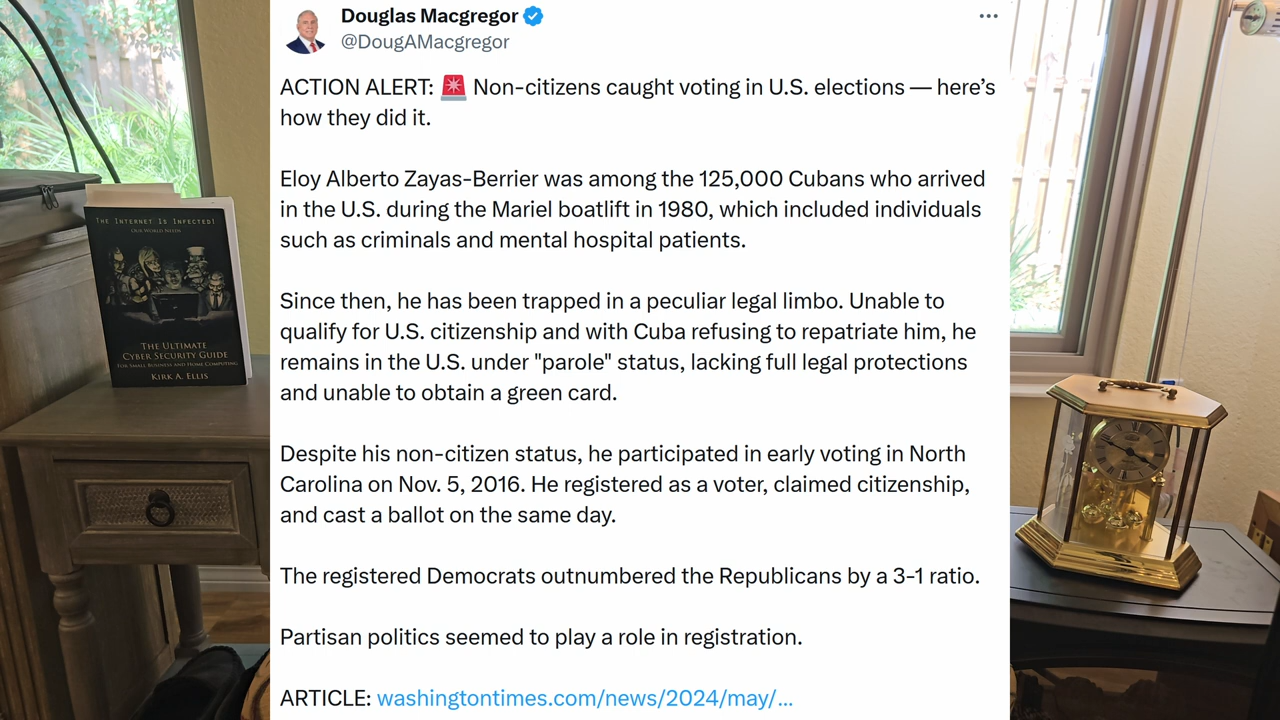 Douglas Macgregor
@DougAMacgregor
ACTION ALERT: 🚨 Non-citizens caught voting in U.S. elections — here’s
how they did it.
Eloy Alberto Zayas-Berrier was among the 125,000 Cubans who arrived
in the U.S. during the Mariel boatlift in 1980, which included individuals
such as criminals and mental hospital patients.
Since then, he has been trapped in a peculiar legal limbo. Unable to
qualify for U.S. citizenship and with Cuba refusing to repatriate him, he
remains in the U.S. under "parole" status, lacking full legal protections
and unable to obtain a green card.
Despite his non-citizen status, he participated in early voting in North
Carolina on Nov. 5, 2016. He registered as a voter, claimed citizenship,
and cast a ballot on the same day.
The registered Democrats outnumbered the Republicans by a 3-1 ratio.
Partisan politics seemed to play a role in registration.
ARTICLE: washingtontimes.com/news/2024/may/...
The Internet Is Infected!
Our World Needs
The Ultimate
Cyber Security Guide
For Small Business and Home Computing
Kirk A. Ellis